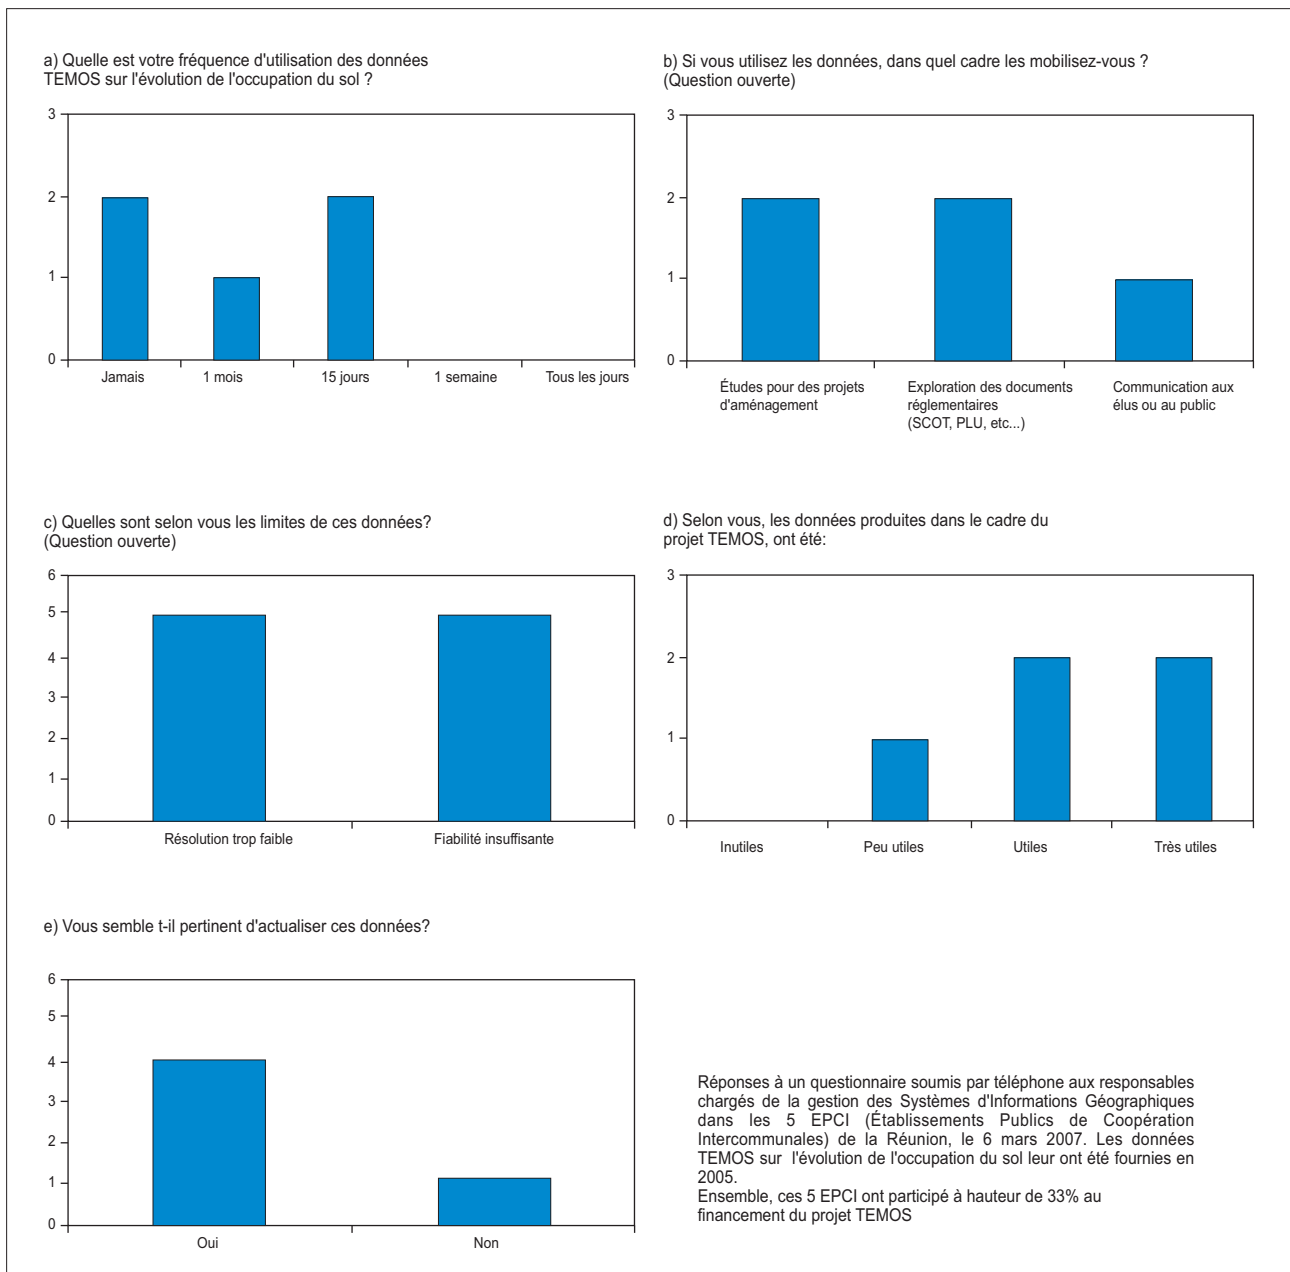 a) Quelle est votre fréquence d'utilisation des données
TEMOS sur l'évolution de l'occupation du sol ?
3
2
1
0
Jamais
1 mois
15 jours
1 semaine
Tous les jours
b) Si vous utilisez les données, dans quel cadre les mobilisez-vous ?
(Question ouverte)
3
2
1
0
Études pour des projets
d'aménagement
Exploration des documents
réglementaires
(SCOT, PLU, etc...)
Communication aux
élus ou au public
c) Quelles sont selon vous les limites de ces données?
(Question ouverte)
6
5
4
3
2
1
0
Résolution trop faible
Fiabilité insuffisante
d) Selon vous, les données produites dans le cadre du
projet TEMOS, ont été:
3
2
1
0
Inutiles
Peu utiles
Utiles
Très utiles
e) Vous semble t-il pertinent d'actualiser ces données?
6
5
4
3
2
1
0
Oui
Non
Réponses à un questionnaire soumis par téléphone aux responsables
chargés de la gestion des Systèmes d'Informations Géographiques
dans les 5 EPCI (Établissements Publics de Coopération
Intercommunales) de la Réunion, le 6 mars 2007. Les données
TEMOS sur l'évolution de l'occupation du sol leur ont été fournies en
2005.
Ensemble, ces 5 EPCI ont participé à hauteur de 33% au
financement du projet TEMOS